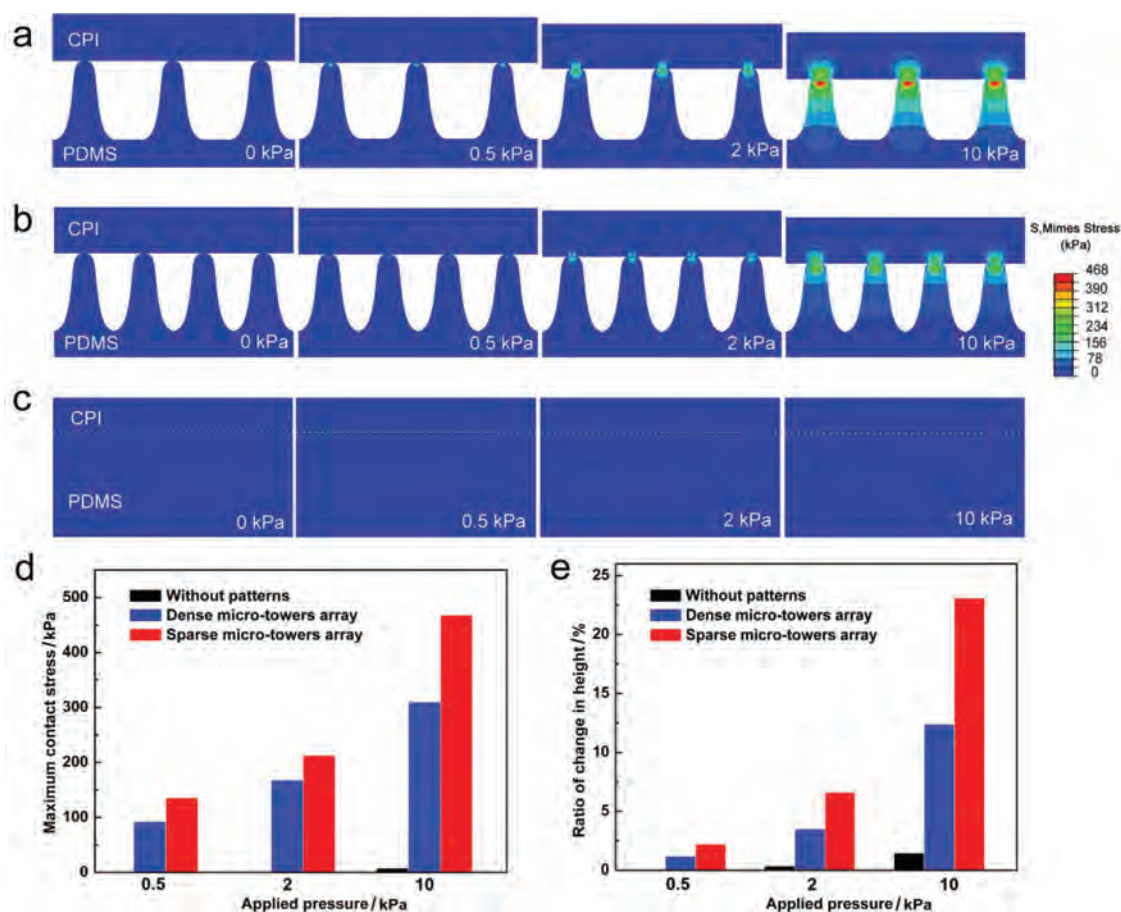 a
CPI
PDMS
0 kPa
0.5 kPa
2 kPa
10 kPa
b
CPI
PDMS
0 kPa
0.5 kPa
2 kPa
10 kPa
S,Mimes Stress
(kPa)
468
390
312
234
156
78
0
c
CPI
PDMS
0 kPa
0.5 kPa
2 kPa
10 kPa
d
Maximum contact stress / kPa
500
400
300
200
100
0
Without patterns
Dense micro-towers array
Sparse micro-towers array
0.5
2
10
Applied pressure / kPa
e
Ratio of change in height / %
25
20
15
10
5
0
Without patterns
Dense micro-towers array
Sparse micro-towers array
0.5
2
10
Applied pressure / kPa